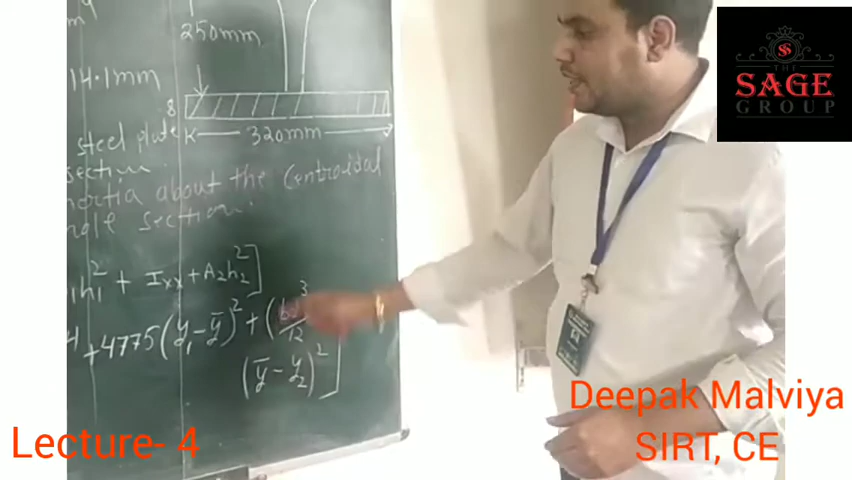 250mm
14.1mm
8
320mm
steel plate
section
inertia about the Centroidal
section.
h₁² + Ixx + A₂h₂²]
+ 4775 (y₁ - ȳ)² + (bd³/12
(ȳ - y₂)²]
THE
SAGE
GROUP
Deepak Malviya
SIRT, CE
Lecture- 4